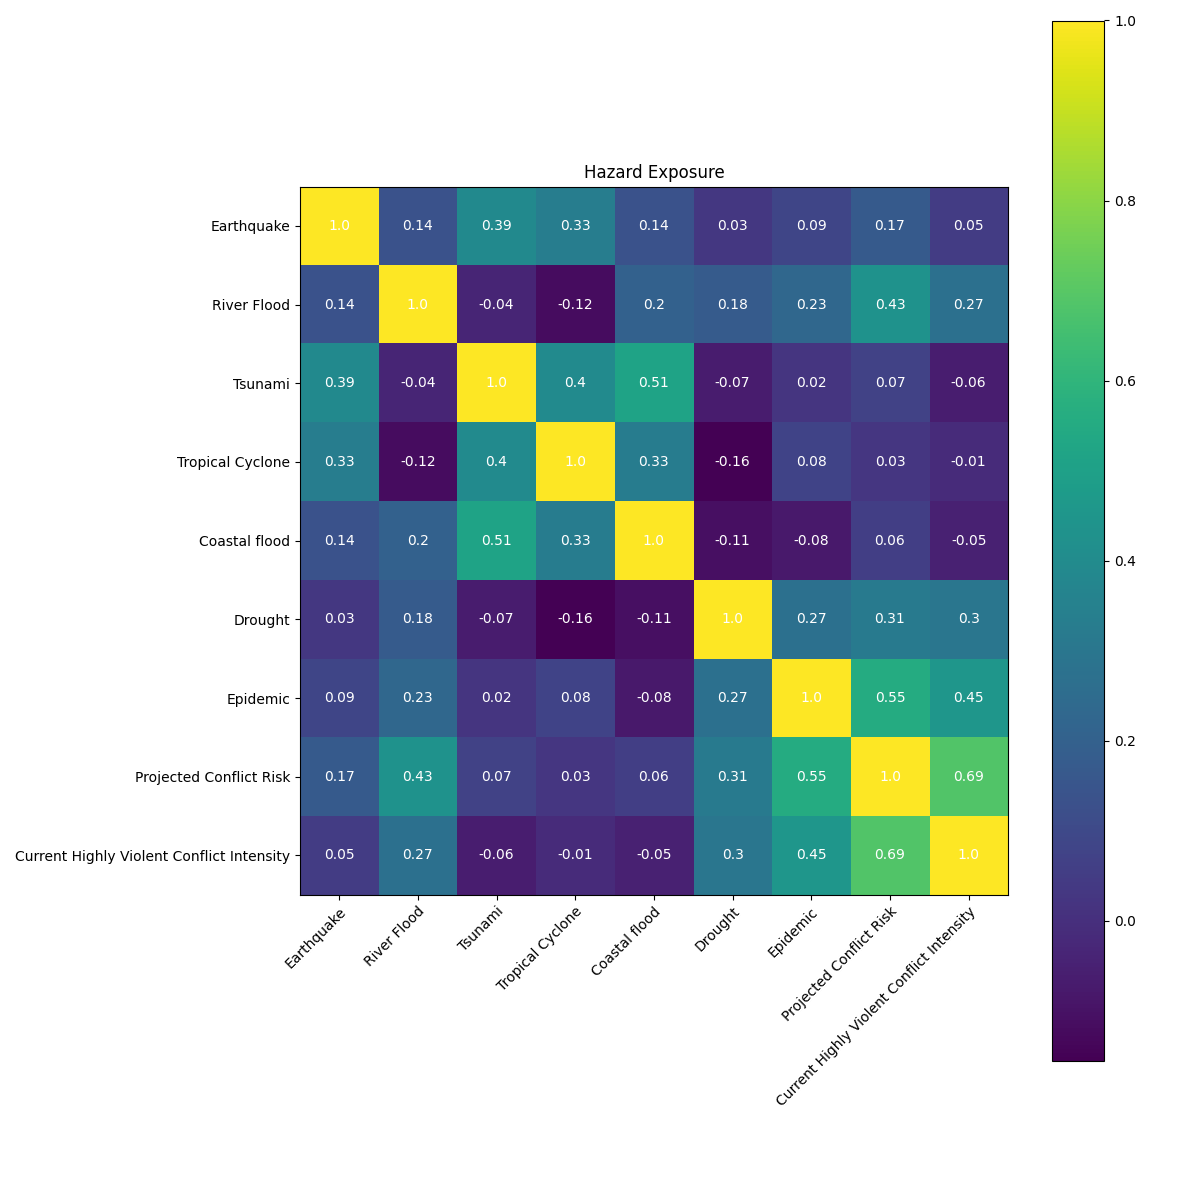 Hazard Exposure
Earthquake 1.0 0.14 0.39 0.33 0.14 0.03 0.09 0.17 0.05
River Flood 0.14 1.0 -0.04 -0.12 0.2 0.18 0.23 0.43 0.27
Tsunami 0.39 -0.04 1.0 0.4 0.51 -0.07 0.02 0.07 -0.06
Tropical Cyclone 0.33 -0.12 0.4 1.0 0.33 -0.16 0.08 0.03 -0.01
Coastal flood 0.14 0.2 0.51 0.33 1.0 -0.11 -0.08 0.06 -0.05
Drought 0.03 0.18 -0.07 -0.16 -0.11 1.0 0.27 0.31 0.3
Epidemic 0.09 0.23 0.02 0.08 -0.08 0.27 1.0 0.55 0.45
Projected Conflict Risk 0.17 0.43 0.07 0.03 0.06 0.31 0.55 1.0 0.69
Current Highly Violent Conflict Intensity 0.05 0.27 -0.06 -0.01 -0.05 0.3 0.45 0.69 1.0
Earthquake
River Flood
Tsunami
Tropical Cyclone
Coastal flood
Drought
Epidemic
Projected Conflict Risk
Current Highly Violent Conflict Intensity
1.0
0.8
0.6
0.4
0.2
0.0